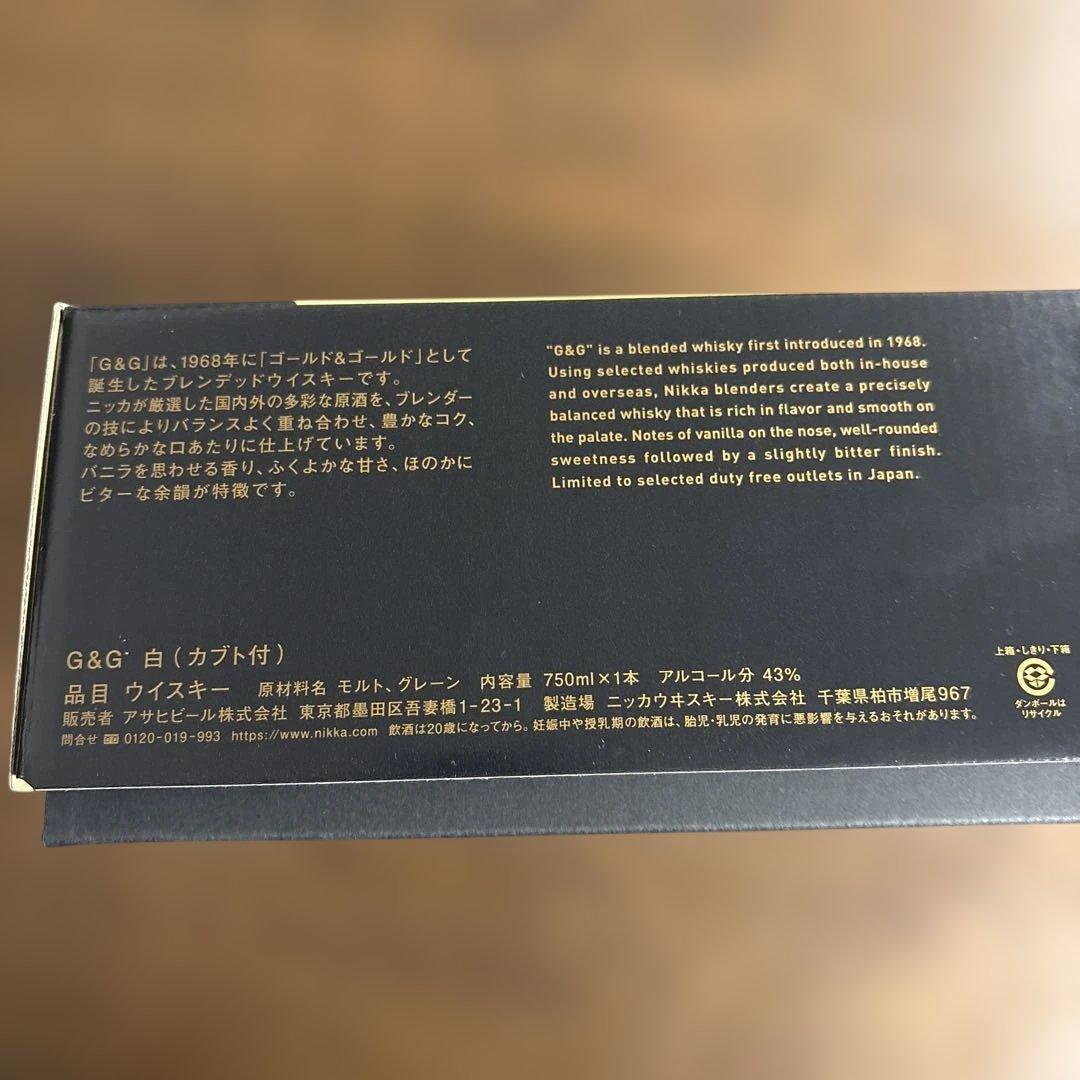 「G&G」は、1968年に「ゴールド&ゴールド」として
誕生したブレンデッドウイスキーです。
ニッカが厳選した国内外の多彩な原酒を、ブレンダー
の技によりバランスよく重ね合わせ、豊かなコク、
なめらかな口あたりに仕上げています。
バニラを思わせる香り、ふくよかな甘さ、ほのかに
ビターな余韻が特徴です。
"G&G" is a blended whisky first introduced in 1968.
Using selected whiskies produced both in-house
and overseas, Nikka blenders create a precisely
balanced whisky that is rich in flavor and smooth on
the palate. Notes of vanilla on the nose, well-rounded
sweetness followed by a slightly bitter finish.
Limited to selected duty free outlets in Japan.
G&G 白(カブト付)
品目 ウイスキー 原材料名 モルト、グレーン 内容量 750ml×1本 アルコール分 43%
販売者 アサヒビール株式会社 東京都墨田区吾妻橋1-23-1 製造場 ニッカウヰスキー株式会社 千葉県柏市増尾967
問合せ 0120-019-993 https://www.nikka.com 飲酒は20歳になってから。妊娠中や授乳期の飲酒は、胎児・乳児の発育に悪影響を与えるおそれがあります。
上箱・しきり・下箱
ダンボールは
リサイクル